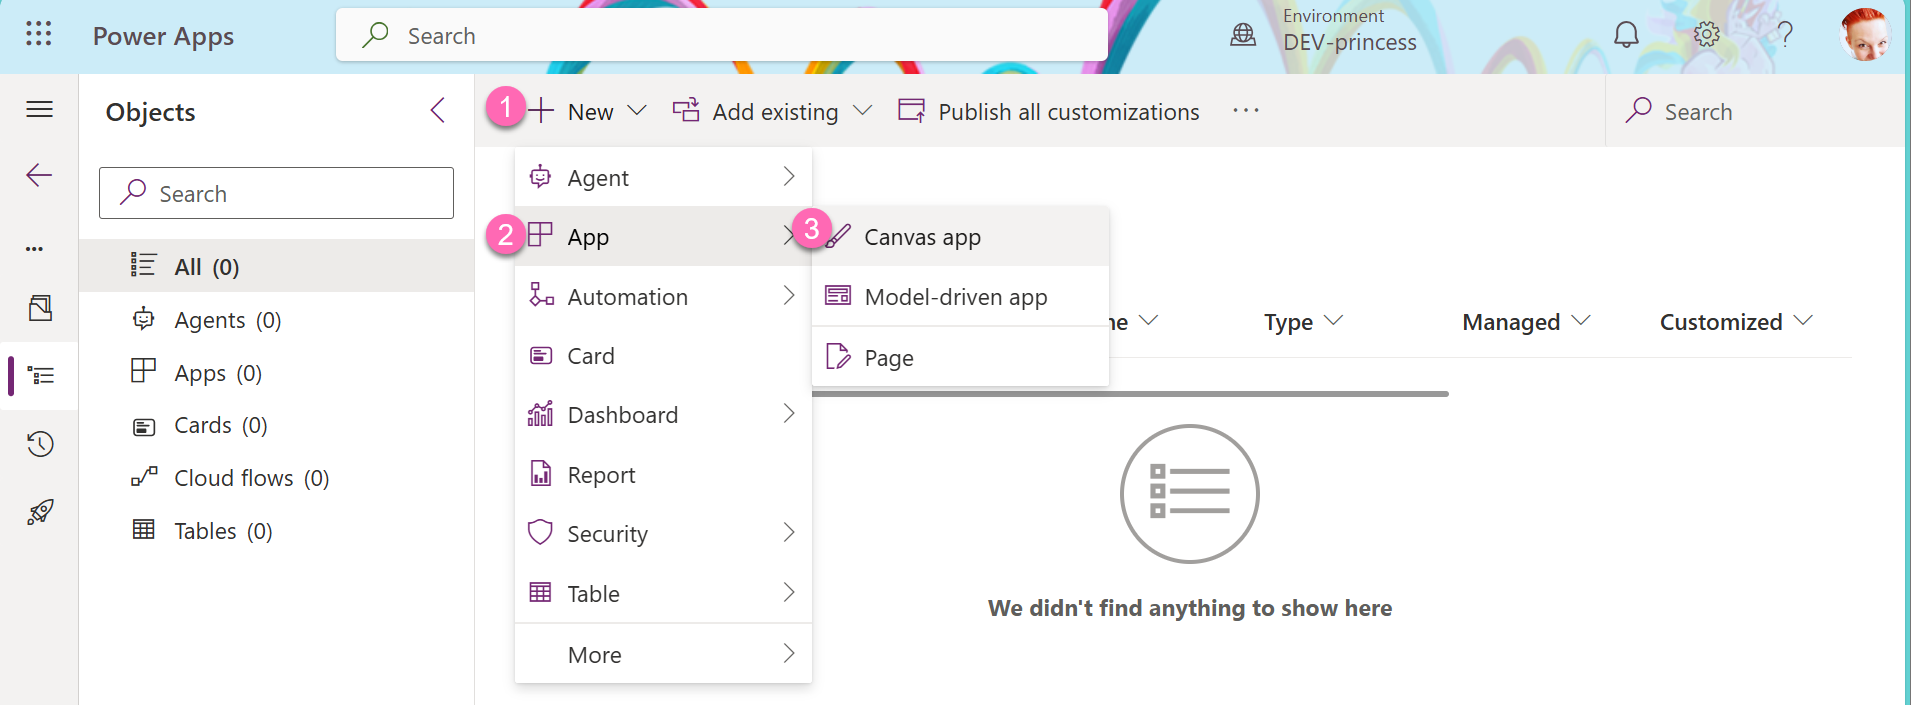 Power Apps
Search
Environment
DEV-princess
?
Objects
1
New
Add existing
Publish all customizations
...
Search
Search
...
All (0)
Agents (0)
Apps (0)
Cards (0)
Cloud flows (0)
Tables (0)
Agent
2
App
Automation
Card
Dashboard
Report
Security
Table
More
3
Canvas app
Model-driven app
Page
Type
Managed
Customized
We didn't find anything to show here